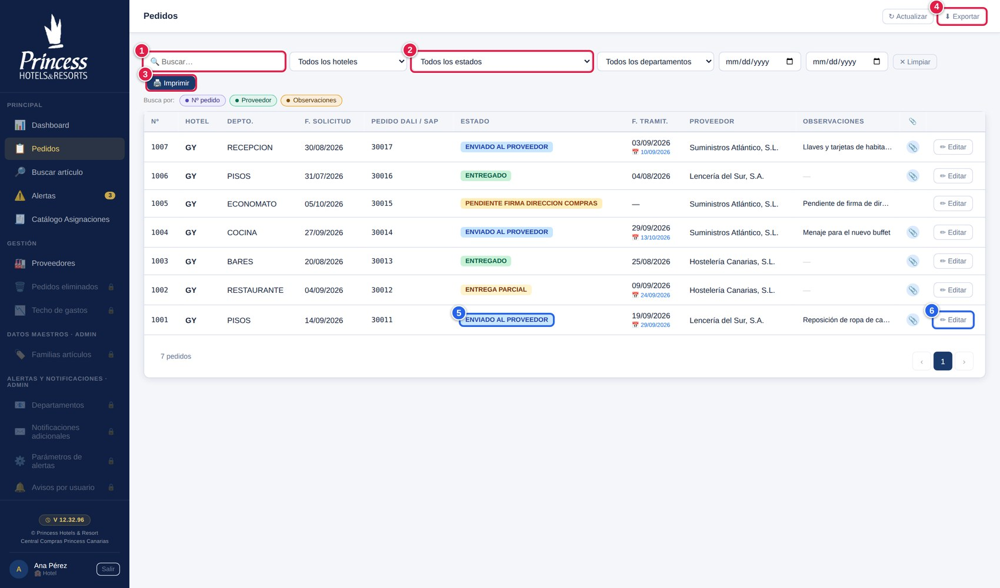 Princess
HOTELS&RESORTS
PRINCIPAL
Dashboard
Pedidos
Buscar artículo
Alertas 3
Catálogo Asignaciones
GESTIÓN
Proveedores
Pedidos eliminados
Techo de gastos
DATOS MAESTROS · ADMIN
Familias artículos
ALERTAS Y NOTIFICACIONES ·
ADMIN
Departamentos
Notificaciones
adicionales
Parámetros de
alertas
Avisos por usuario
V 12.32.96
© Princess Hotels & Resort
Central Compras Princess Canarias
A Ana Pérez
Hotel
Salir
Pedidos
↻ Actualizar 4 ⬇ Exportar
1 Buscar… Todos los hoteles 2 Todos los estados Todos los departamentos mm/dd/yyyy mm/dd/yyyy ✕ Limpiar
3 Imprimir
Busca por: Nº pedido Proveedor Observaciones
Nº HOTEL DEPTO. F. SOLICITUD PEDIDO DALI / SAP ESTADO F. TRAMIT. PROVEEDOR OBSERVACIONES
1007 GY RECEPCION 30/08/2026 30017 ENVIADO AL PROVEEDOR 03/09/2026 Suministros Atlántico, S.L. Llaves y tarjetas de habita… Editar
10/09/2026
1006 GY PISOS 31/07/2026 30016 ENTREGADO 04/08/2026 Lencería del Sur, S.A. — Editar
1005 GY ECONOMATO 05/10/2026 30015 PENDIENTE FIRMA DIRECCION COMPRAS — Suministros Atlántico, S.L. Pendiente de firma de dir… Editar
1004 GY COCINA 27/09/2026 30014 ENVIADO AL PROVEEDOR 29/09/2026 Suministros Atlántico, S.L. Menaje para el nuevo buffet Editar
13/10/2026
1003 GY BARES 20/08/2026 30013 ENTREGADO 25/08/2026 Hostelería Canarias, S.L. — Editar
1002 GY RESTAURANTE 04/09/2026 30012 ENTREGA PARCIAL 09/09/2026 Hostelería Canarias, S.L. — Editar
24/09/2026
1001 GY PISOS 14/09/2026 30011 5 ENVIADO AL PROVEEDOR 19/09/2026 Lencería del Sur, S.A. Reposición de ropa de ca… 6 Editar
29/09/2026
7 pedidos ‹ 1 ›